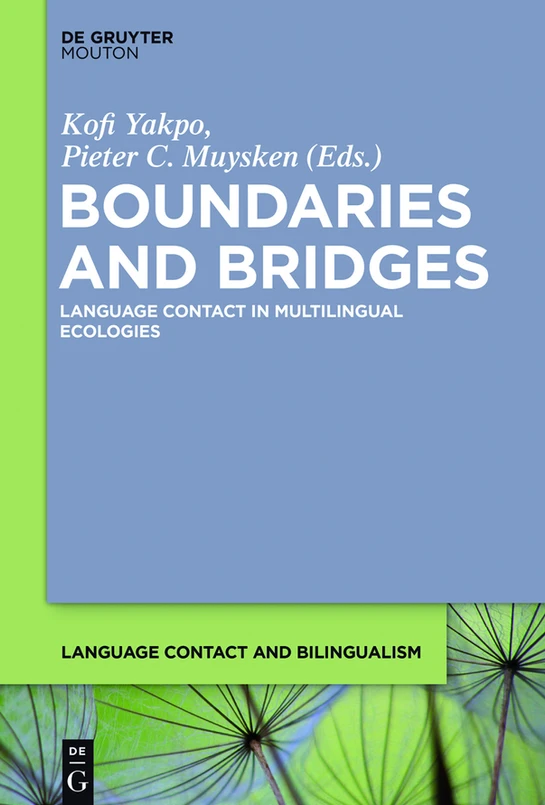 DE GRUYTER
MOUTON
Kofi Yakpo,
Pieter C. Muysken (Eds.)
BOUNDARIES
AND BRIDGES
LANGUAGE CONTACT IN MULTILINGUAL
ECOLOGIES
LANGUAGE CONTACT AND BILINGUALISM
DE
G